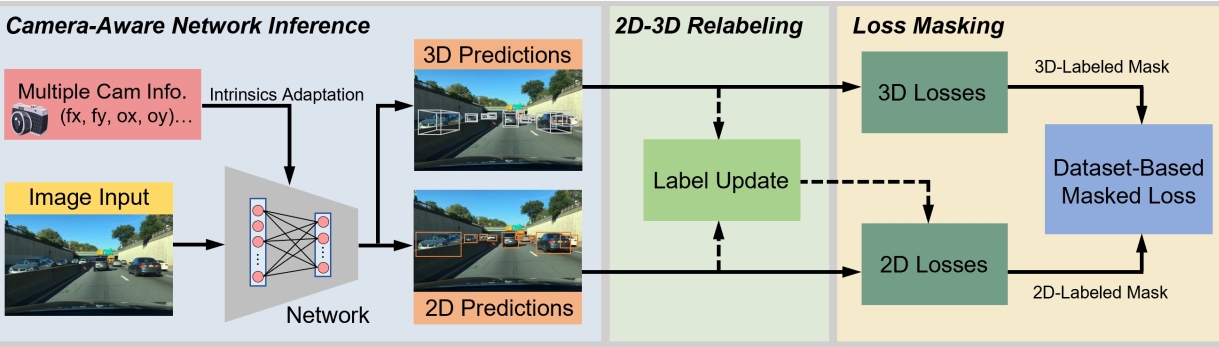 Camera-Aware Network Inference
Multiple Cam Info.
(fx, fy, ox, oy)…
Intrinsics Adaptation
Image Input
Network
3D Predictions
2D Predictions
2D-3D Relabeling
Label Update
Loss Masking
3D Losses
3D-Labeled Mask
Dataset-Based
Masked Loss
2D Losses
2D-Labeled Mask